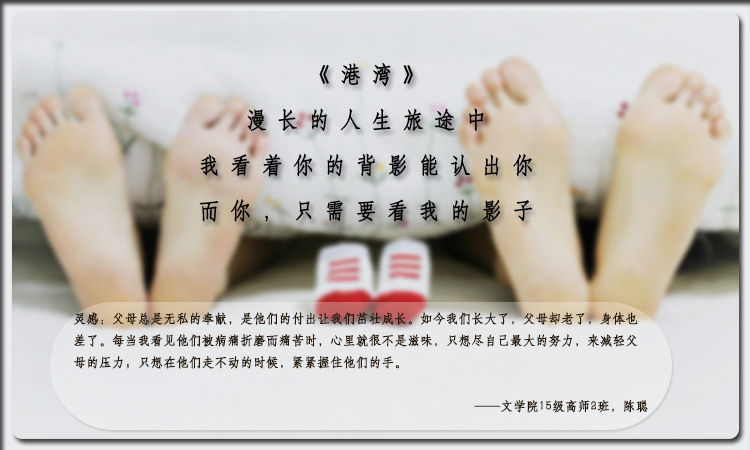 《港湾》
漫长的人生旅途中
我看着你的背影能认出你
而你，只需要看我的影子
灵感：父母总是无私的奉献，是他们的付出让我们茁壮成长。如今我们长大了，父母却老了，身体也
差了。每当我看见他们被病痛折磨而痛苦时，心里就很不是滋味，只想尽自己最大的努力，来减轻父
母的压力；只想在他们走不动的时候，紧紧握住他们的手。
——文学院15级高师2班，陈聪